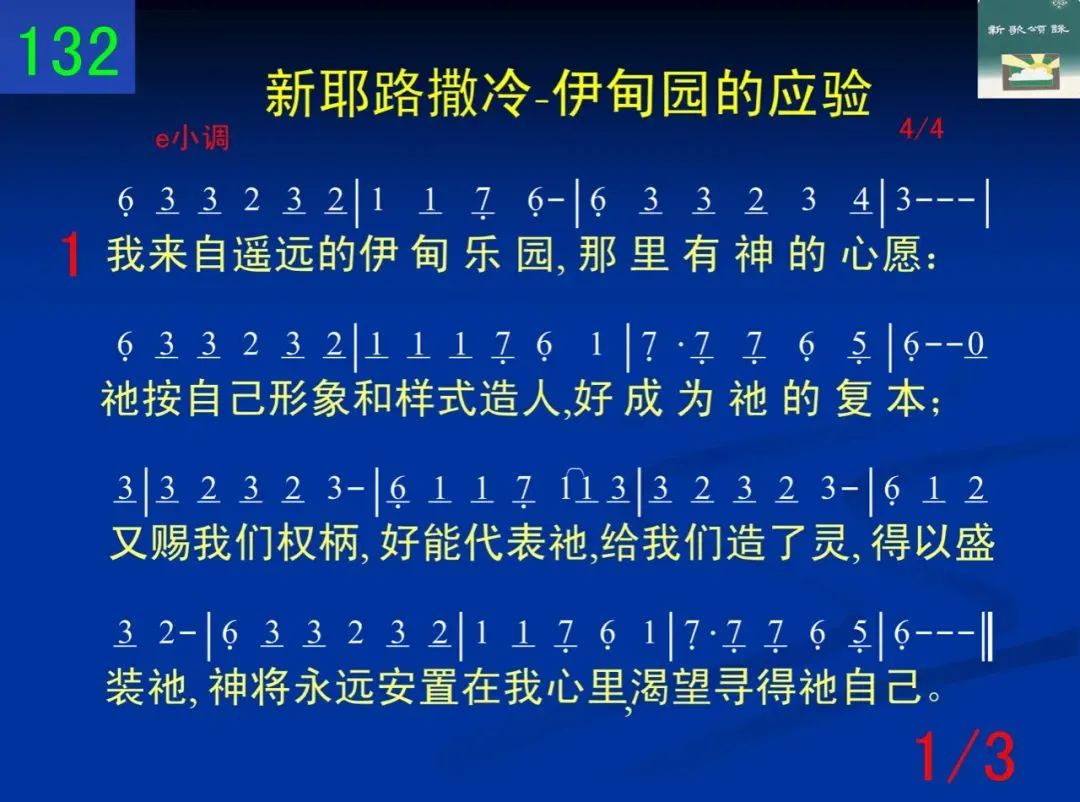 132
新歌颂詠
新耶路撒冷-伊甸园的应验
e小调
4/4
6̣ 3 3 2 3 2|1 1 7̣ 6̣-|6̣ 3 3 2 3 4|3---|
1
我来自遥远的伊甸乐园,那里有神的心愿：
6̣ 3 3 2 3 2|1 1 1 7̣ 6̣ 1|7̣·7̣ 7̣ 6̣ 5̣|6̣--0
祂按自己形象和样式造人,好成为祂的复本；
3|3 2 3 2 3-|6̣ 1 1 7̣ 11 3|3 2 3 2 3-|6̣ 1 2
又赐我们权柄,好能代表祂,给我们造了灵,得以盛
3 2-|6̣ 3 3 2 3 2|1 1 7̣ 6̣ 1|7̣·7̣ 7̣ 6̣ 5̣|6̣---‖
装祂,神将永远安置在我心里,渴望寻得祂自己。
1/3